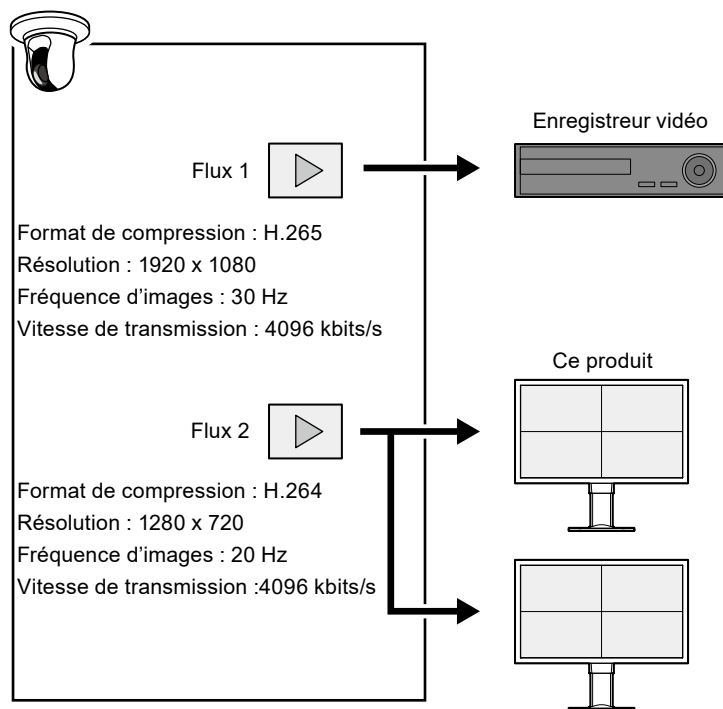 Enregistreur vidéo
Flux 1
Format de compression : H.265
Résolution : 1920 x 1080
Fréquence d’images : 30 Hz
Vitesse de transmission : 4096 kbits/s
Ce produit
Flux 2
Format de compression : H.264
Résolution : 1280 x 720
Fréquence d’images : 20 Hz
Vitesse de transmission :4096 kbits/s